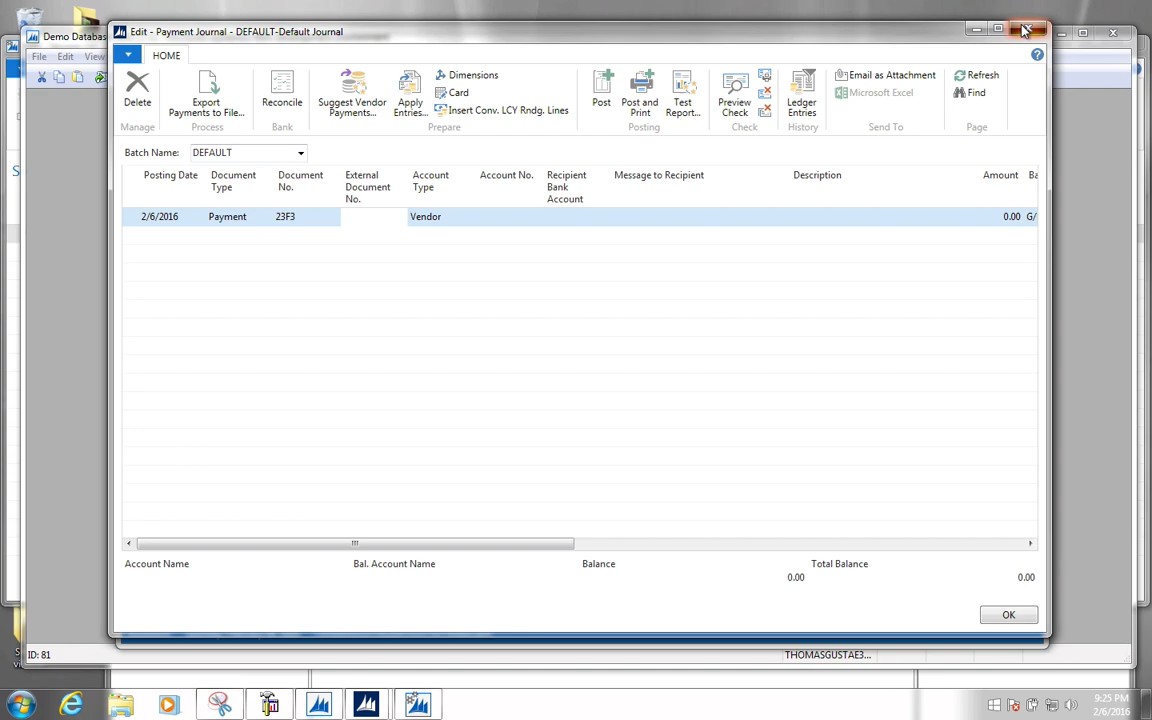 Demo Databas
Edit - Payment Journal - DEFAULT-Default Journal
File Edit View
HOME
Delete
Export Payments to File...
Reconcile
Suggest Vendor Payments...
Apply Entries...
Dimensions
Card
Insert Conv. LCY Rndg. Lines
Post
Post and Print
Test Report...
Preview Check
Ledger Entries
Email as Attachment
Microsoft Excel
Refresh
Find
Manage Process Bank Prepare Posting Check History Send To Page
Batch Name: DEFAULT
Posting Date
Document Type
Document No.
External Document No.
Account Type
Account No.
Recipient Bank Account
Message to Recipient
Description
Amount
Ba
2/6/2016 Payment 23F3 Vendor 0.00 G/
Account Name Bal. Account Name Balance Total Balance
0.00 0.00
OK
ID: 81 THOMASGUSTAE3...
9:25 PM
2/6/2016